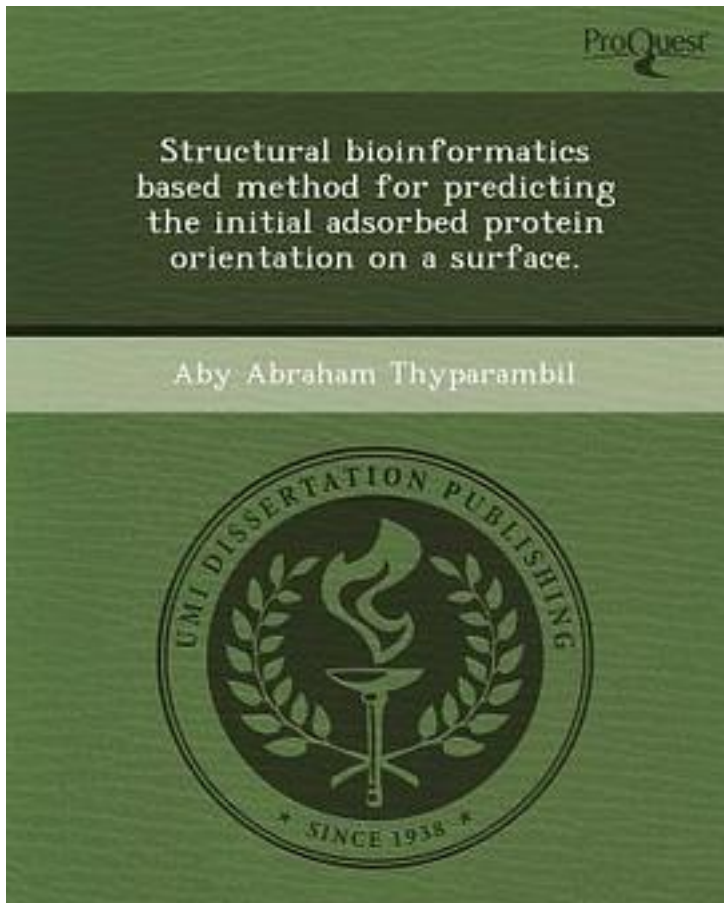 ProQuest
Structural bioinformatics
based method for predicting
the initial adsorbed protein
orientation on a surface.
Aby Abraham Thyparambil
UMI DISSERTATION PUBLISHING
★ SINCE 1938 ★